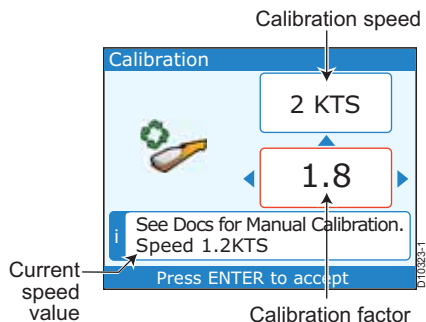 Calibration speed
Calibration
2 KTS
1.8
i
See Docs for Manual Calibration.
Speed 1.2KTS
Press ENTER to accept
Current
speed
value
Calibration factor
D10323-1